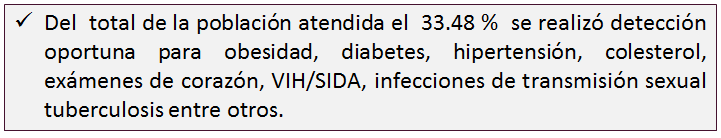 ✓ Del total de la población atendida el 33.48 % se realizó detección
oportuna para obesidad, diabetes, hipertensión, colesterol,
exámenes de corazón, VIH/SIDA, infecciones de transmisión sexual
tuberculosis entre otros.